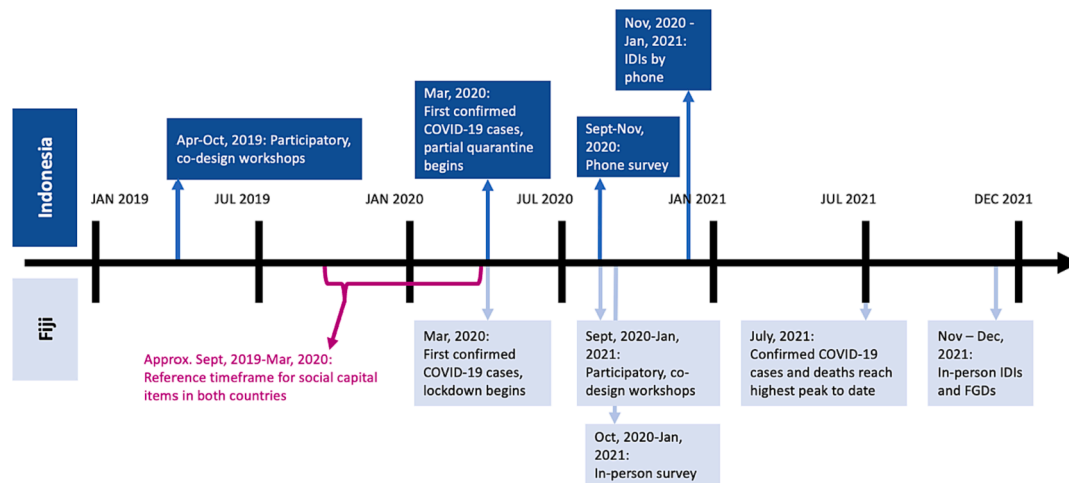 Indonesia
Nov, 2020 -
Jan, 2021:
IDIs by
phone
Mar, 2020:
First confirmed
COVID-19 cases,
partial quarantine
begins
Apr-Oct, 2019: Participatory,
co-design workshops
Sept-Nov,
2020:
Phone survey
JAN 2019
JUL 2019
JAN 2020
JUL 2020
JAN 2021
JUL 2021
DEC 2021
Fiji
Approx. Sept, 2019-Mar, 2020:
Reference timeframe for social capital
items in both countries
Mar, 2020:
First confirmed
COVID-19 cases,
lockdown begins
Sept, 2020-Jan,
2021:
Participatory, co-
design workshops
Oct, 2020-Jan,
2021:
In-person survey
July, 2021:
Confirmed COVID-19
cases and deaths reach
highest peak to date
Nov – Dec,
2021:
In-person IDIs
and FGDs